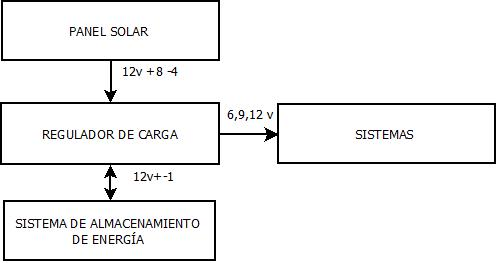 PANEL SOLAR
12v +8 -4
REGULADOR DE CARGA
6,9,12 v
SISTEMAS
12v+-1
SISTEMA DE ALMACENAMIENTO
DE ENERGÍA